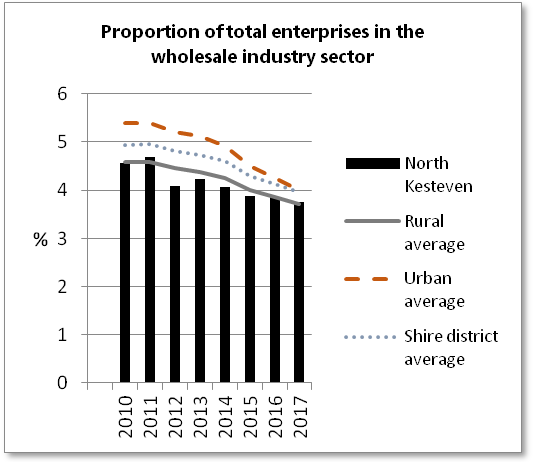 Proportion of total enterprises in the
wholesale industry sector
6
5
4
3
2
1
0
%
2010
2011
2012
2013
2014
2015
2016
2017
North
Kesteven
Rural
average
Urban
average
Shire district
average